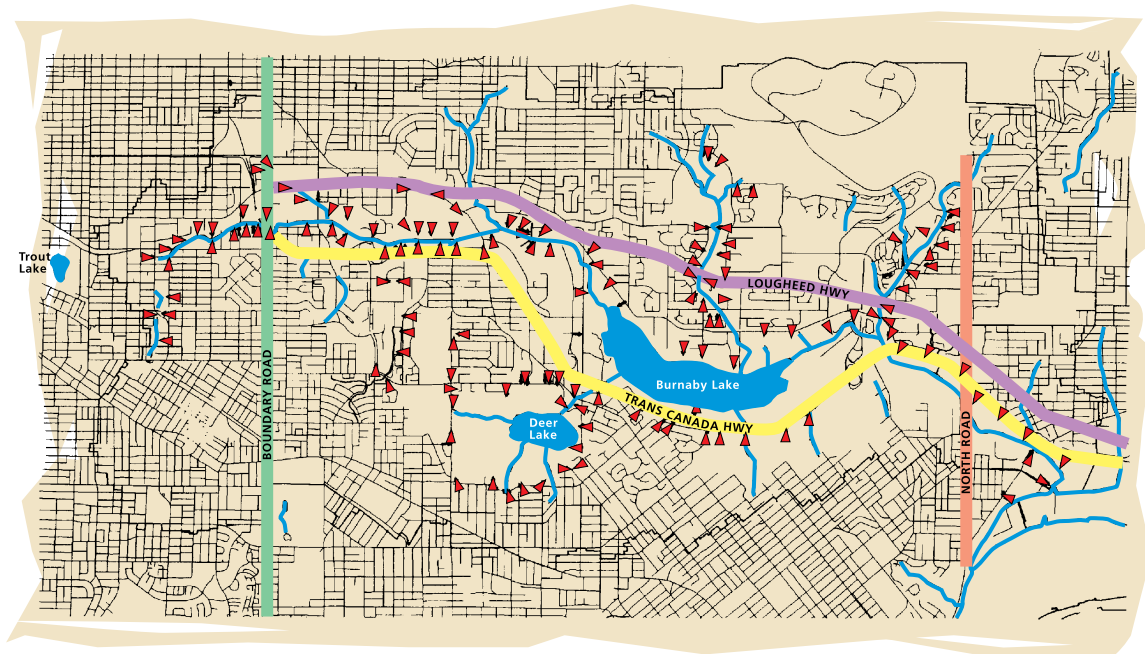 Trout
Lake
BOUNDARY ROAD
LOUGHEED HWY
Burnaby Lake
TRANS CANADA HWY
Deer
Lake
NORTH ROAD